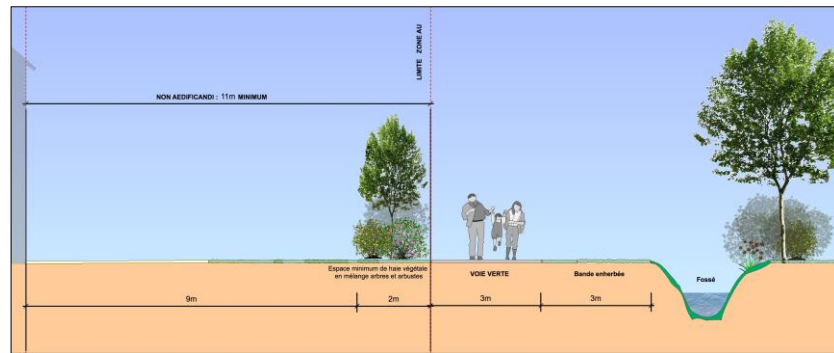 LIMITE ZONE AU
NON AEDIFICANDI : 11m MINIMUM
Espace minimum de haie végétale
en mélange arbres et arbustes
VOIE VERTE
Bande enherbée
Fossé
9m
2m
3m
3m